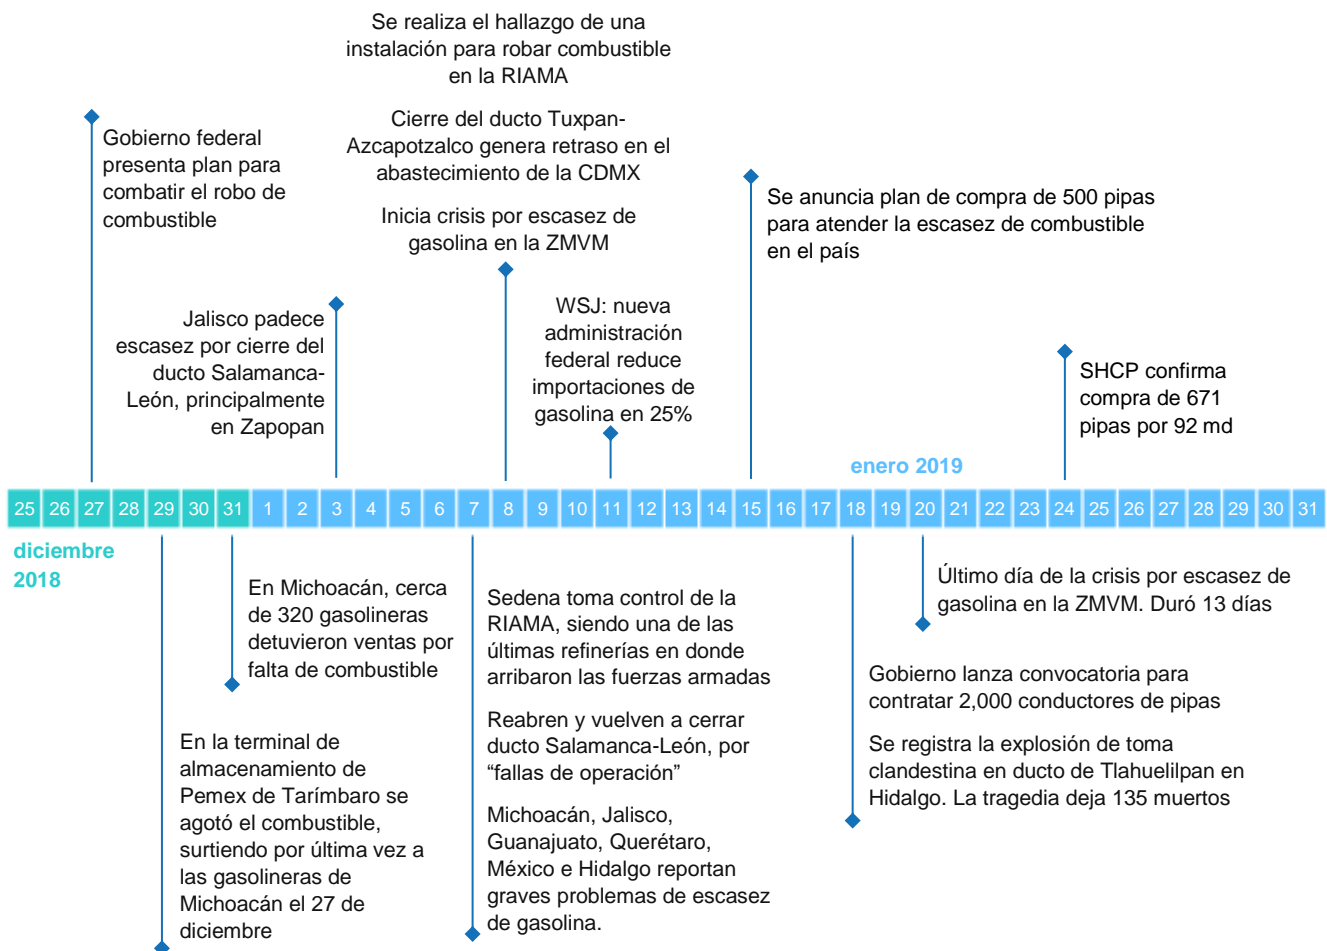 Se realiza el hallazgo de una
instalación para robar combustible
en la RIAMA
Cierre del ducto Tuxpan-
Azcapotzalco genera retraso en el
abastecimiento de la CDMX
Inicia crisis por escasez de
gasolina en la ZMVM
Gobierno federal
presenta plan para
combatir el robo de
combustible
Se anuncia plan de compra de 500 pipas
para atender la escasez de combustible
en el país
Jalisco padece
escasez por cierre del
ducto Salamanca-
León, principalmente
en Zapopan
WSJ: nueva
administración
federal reduce
importaciones de
gasolina en 25%
SHCP confirma
compra de 671
pipas por 92 md
enero 2019
25 26 27 28 29 30 31 1 2 3 4 5 6 7 8 9 10 11 12 13 14 15 16 17 18 19 20 21 22 23 24 25 26 27 28 29 30 31
diciembre
2018
En Michoacán, cerca
de 320 gasolineras
detuvieron ventas por
falta de combustible
En la terminal de
almacenamiento de
Pemex de Tarímbaro se
agotó el combustible,
surtiendo por última vez a
las gasolineras de
Michoacán el 27 de
diciembre
Sedena toma control de la
RIAMA, siendo una de las
últimas refinerías en donde
arribaron las fuerzas armadas
Reabren y vuelven a cerrar
ducto Salamanca-León, por
“fallas de operación”
Michoacán, Jalisco,
Guanajuato, Querétaro,
México e Hidalgo reportan
graves problemas de escasez
de gasolina.
Último día de la crisis por escasez de
gasolina en la ZMVM. Duró 13 días
Gobierno lanza convocatoria para
contratar 2,000 conductores de pipas
Se registra la explosión de toma
clandestina en ducto de Tlahuelilpan en
Hidalgo. La tragedia deja 135 muertos